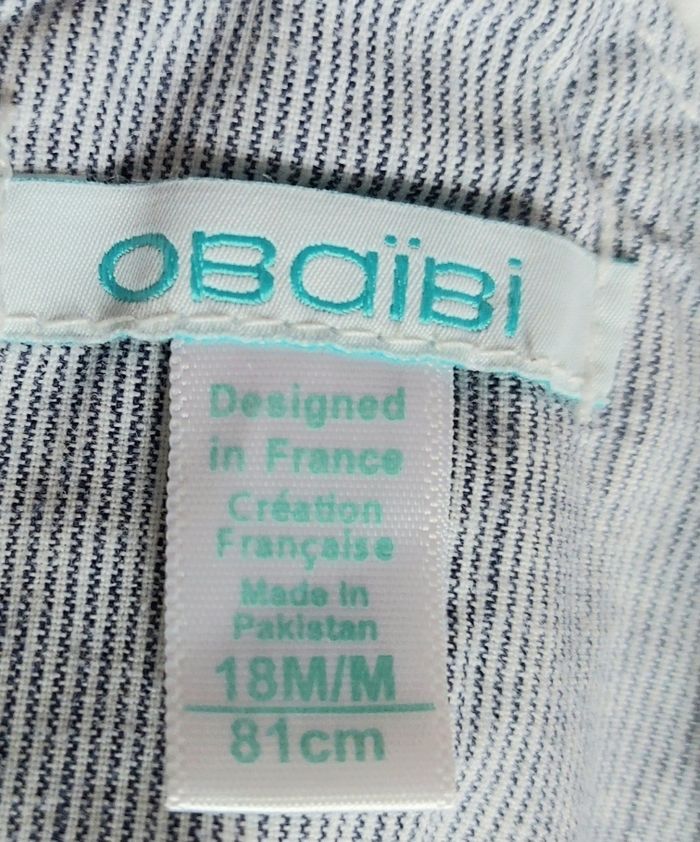 obaïbi
Designed
in France
Création
Française
Made in
Pakistan
18M/M
81cm